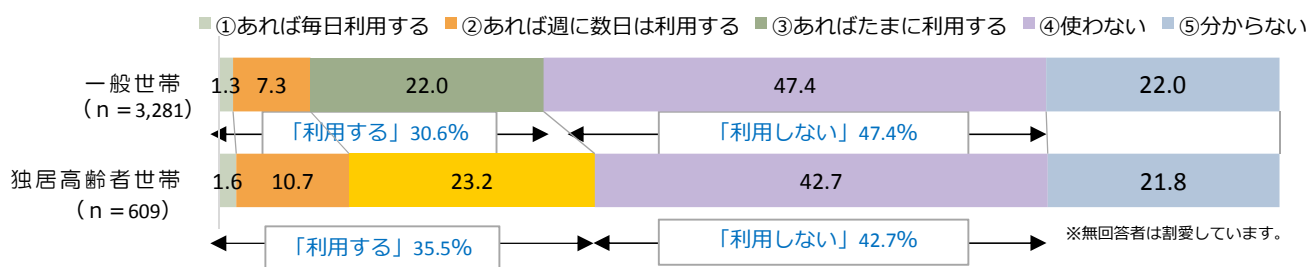 ①あれば毎日利用する ②あれば週に数日は利用する ③あればたまに利用する ④使わない ⑤分からない
一般世帯
(n=3,281)
1.3 7.3 22.0 47.4 22.0
「利用する」30.6% 「利用しない」47.4%
独居高齢者世帯
(n=609)
1.6 10.7 23.2 42.7 21.8
「利用する」35.5% 「利用しない」42.7%
※無回答者は割愛しています。